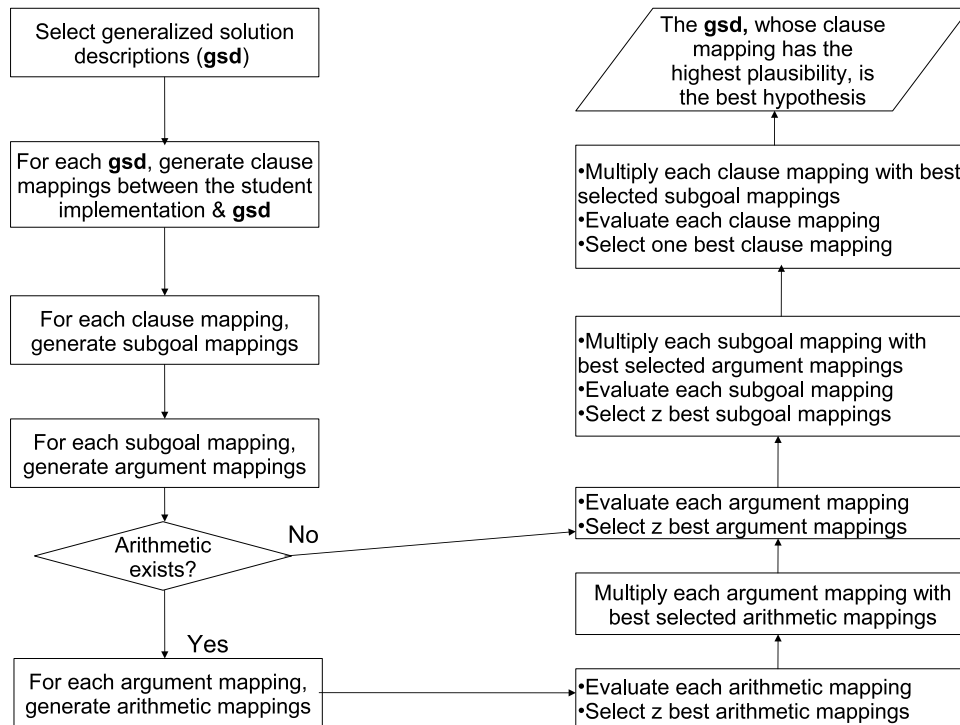 Select generalized solution
descriptions (gsd)
For each gsd, generate clause
mappings between the student
implementation & gsd
For each clause mapping,
generate subgoal mappings
For each subgoal mapping,
generate argument mappings
Arithmetic
exists?
No
Yes
For each argument mapping,
generate arithmetic mappings
The gsd, whose clause
mapping has the
highest plausibility, is
the best hypothesis
•Multiply each clause mapping with best
selected subgoal mappings
•Evaluate each clause mapping
•Select one best clause mapping
•Multiply each subgoal mapping with
best selected argument mappings
•Evaluate each subgoal mapping
•Select z best subgoal mappings
•Evaluate each argument mapping
•Select z best argument mappings
Multiply each argument mapping with
best selected arithmetic mappings
•Evaluate each arithmetic mapping
•Select z best arithmetic mappings